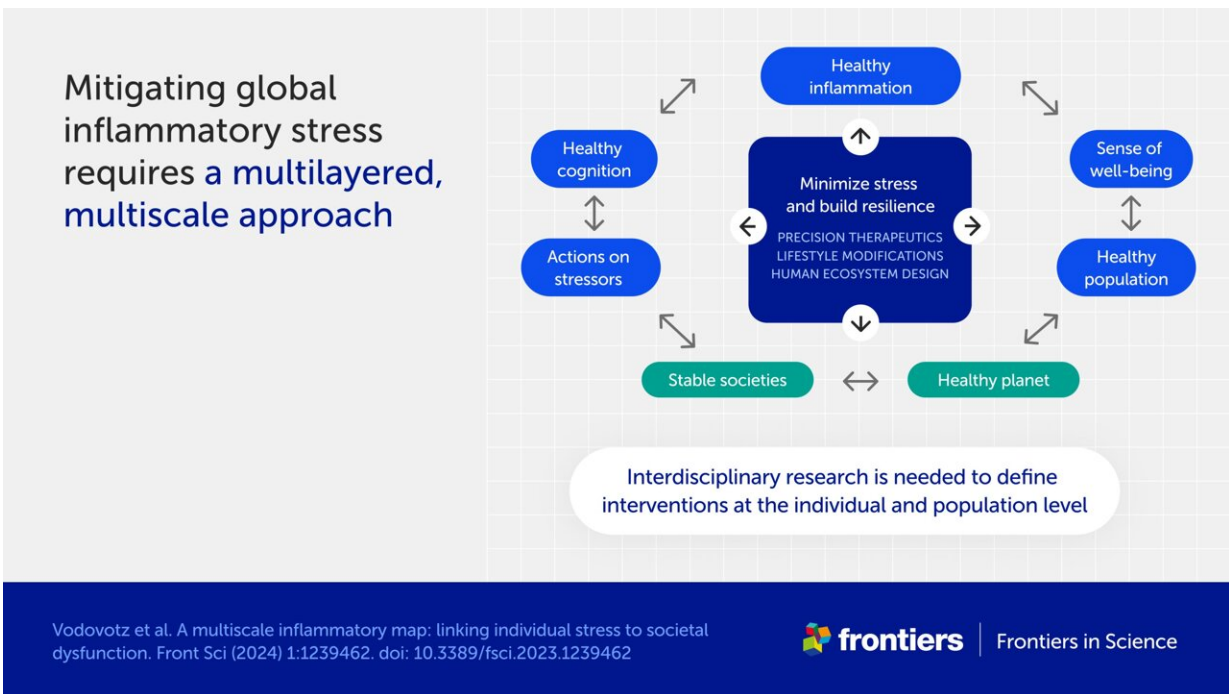 Mitigating global
inflammatory stress
requires a multilayered,
multiscale approach
Healthy
inflammation
Healthy
cognition
Sense of
well-being
Minimize stress
and build resilience
PRECISION THERAPEUTICS
LIFESTYLE MODIFICATIONS
HUMAN ECOSYSTEM DESIGN
Actions on
stressors
Healthy
population
Stable societies
Healthy planet
Interdisciplinary research is needed to define
interventions at the individual and population level
Vodovotz et al. A multiscale inflammatory map: linking individual stress to societal
dysfunction. Front Sci (2024) 1:1239462. doi: 10.3389/fsci.2023.1239462
frontiers
Frontiers in Science